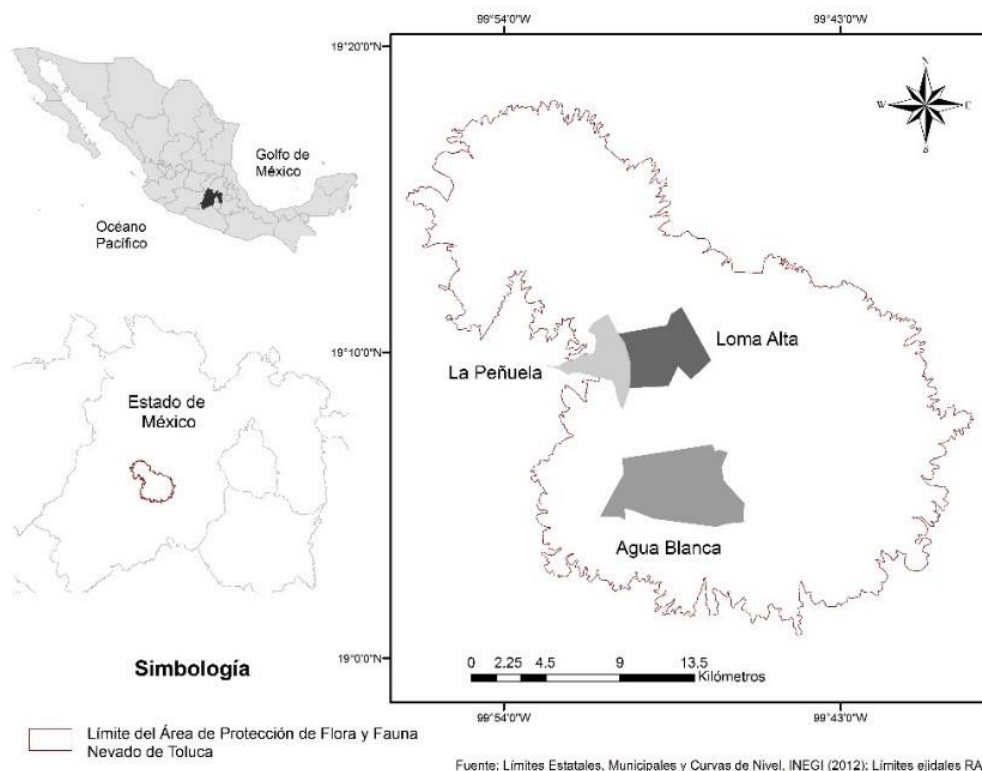 99°54'0"W 99°43'0"W
19°20'0"N
N
W E
S
Golfo de
México
Océano
Pacífico
Loma Alta
19°10'0"N
La Peñuela
Estado de
México
Agua Blanca
19°0'0"N
Simbología
0 2.25 4.5 9 13.5
Kilómetros
99°54'0"W 99°43'0"W
Límite del Área de Protección de Flora y Fauna
Nevado de Toluca
Fuente: Límites Estatales, Municipales y Curvas de Nivel, INEGI (2012); Límites ejidales RA